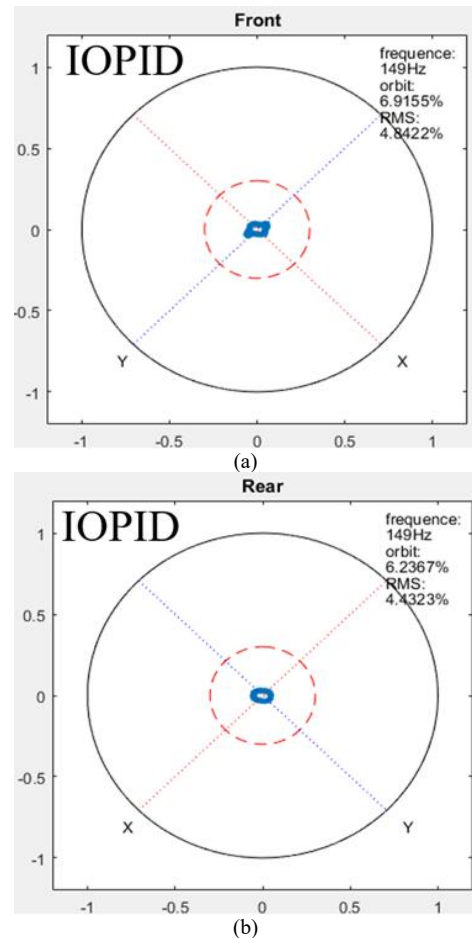 Front
IOPID
frequence:
149Hz
orbit:
6.9155%
RMS:
4.8422%
1
0.5
0
-0.5
-1
Y
X
-1 -0.5 0 0.5 1
(a)
Rear
IOPID
frequence:
149Hz
orbit:
6.2367%
RMS:
4.4323%
1
0.5
0
-0.5
-1
X
Y
-1 -0.5 0 0.5 1
(b)